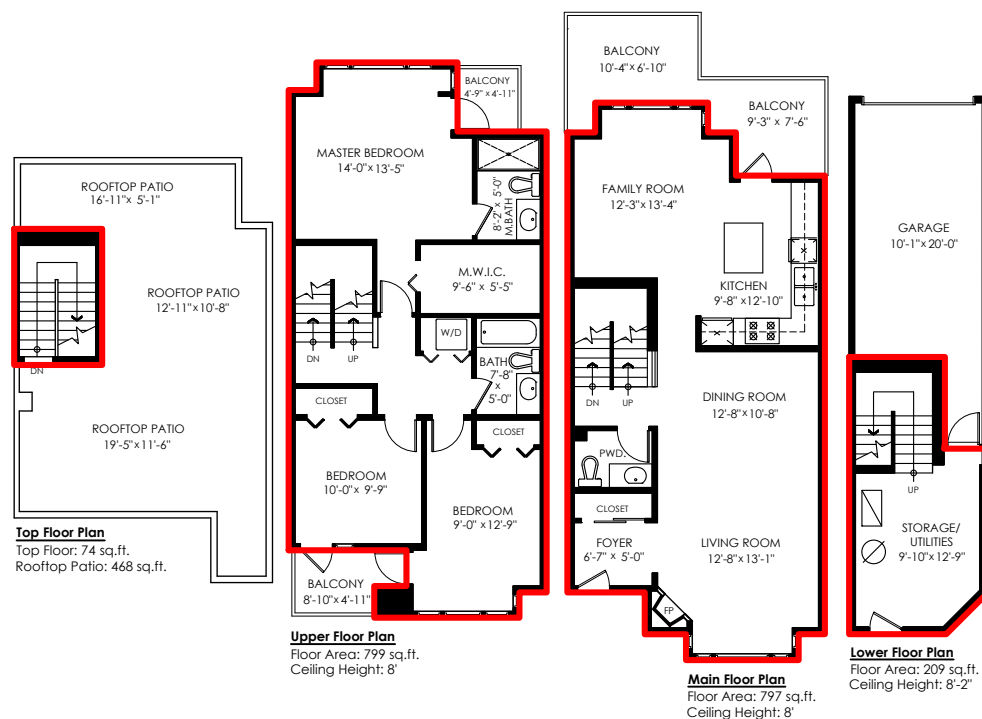 ROOFTOP PATIO
16'-11"x 5'-1"
ROOFTOP PATIO
12'-11"x 10'-8"
DN
ROOFTOP PATIO
19'-5"x 11'-6"
Top Floor Plan
Top Floor: 74 sq.ft.
Rooftop Patio: 468 sq.ft.
BALCONY
4'-9" x 4'-11"
MASTER BEDROOM
14'-0"x 13'-5"
8'-2" x 5'-0"
M.BATH
M.W.I.C.
9'-6" x 5'-5"
W/D
DN
UP
BATH
7'-8"
x
5'-0"
CLOSET
CLOSET
BEDROOM
10'-0"x 9'-9"
BEDROOM
9'-0"x 12'-9"
BALCONY
8'-10"x 4'-11"
Upper Floor Plan
Floor Area: 799 sq.ft.
Ceiling Height: 8'
BALCONY
10'-4"x 6'-10"
BALCONY
9'-3" x 7'-6"
FAMILY ROOM
12'-3"x 13'-4"
KITCHEN
9'-8"x 12'-10"
DN
UP
DINING ROOM
12'-8"x 10'-8"
PWD.
CLOSET
FOYER
6'-7"x 5'-0"
LIVING ROOM
12'-8"x 13'-1"
FP
Main Floor Plan
Floor Area: 797 sq.ft.
Ceiling Height: 8'
GARAGE
10'-1"x 20'-0"
UP
STORAGE/
UTILITIES
9'-10"x 12'-9"
Lower Floor Plan
Floor Area: 209 sq.ft.
Ceiling Height: 8'-2"